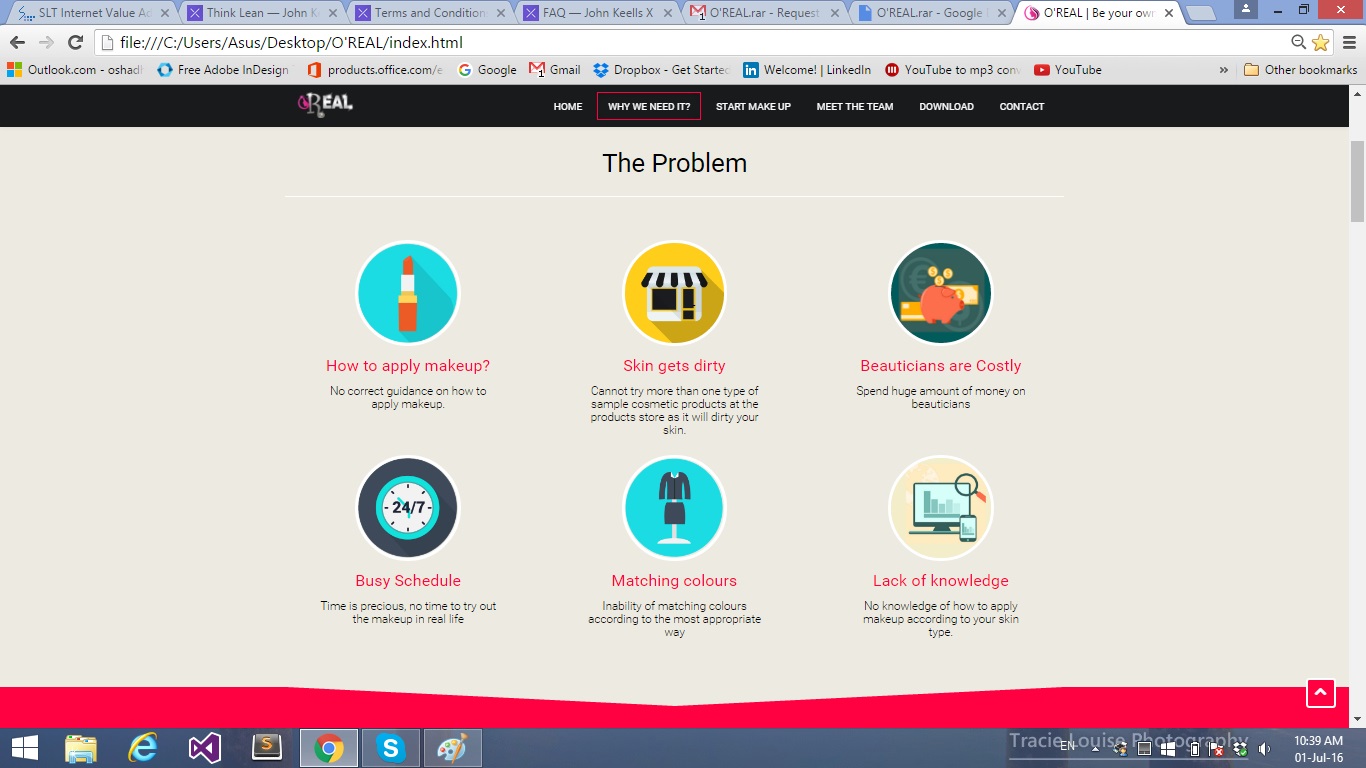 SLT Internet Value Ad
Think Lean — John Ke
Terms and Condition
FAQ — John Keells X
O'REAL.rar - Request
O'REAL.rar - Google
O'REAL | Be your own
file:///C:/Users/Asus/Desktop/O'REAL/index.html
Outlook.com - oshad
Free Adobe InDesign
products.office.com/e
Google
Gmail
Dropbox - Get Started
Welcome! | LinkedIn
YouTube to mp3 con
YouTube
»
Other bookmarks
O'REAL
HOME
WHY WE NEED IT?
START MAKE UP
MEET THE TEAM
DOWNLOAD
CONTACT
The Problem
How to apply makeup?
No correct guidance on how to
apply makeup.
Skin gets dirty
Cannot try more than one type of
sample cosmetic products at the
products store as it will dirty your
skin.
Beauticians are Costly
Spend huge amount of money on
beauticians
24/7
Busy Schedule
Time is precious, no time to try out
the makeup in real life
Matching colours
Inability of matching colours
according to the most appropriate
way
Lack of knowledge
No knowledge of how to apply
makeup according to your skin
type.
Tracie Louise Photography
EN
10:39 AM
01-Jul-16